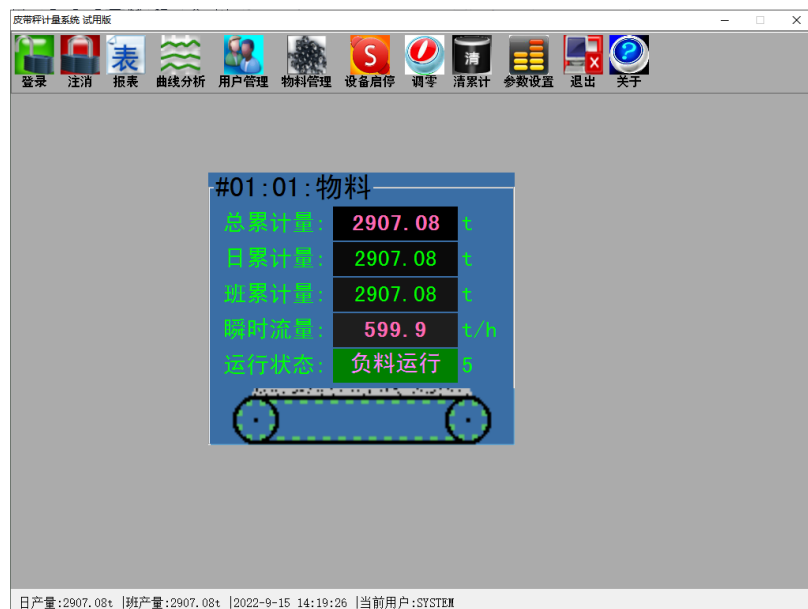 皮带秤计量系统 试用版
登录 注消 报表 曲线分析 用户管理 物料管理 设备启停 调零 清累计 参数设置 退出 关于
表 S 清
#01:01:物料
总累计量: 2907.08 t
日累计量: 2907.08 t
班累计量: 2907.08 t
瞬时流量: 599.9 t/h
运行状态: 负料运行 5
日产量:2907.08t |班产量:2907.08t |2022-9-15 14:19:26 |当前用户:SYSTEM